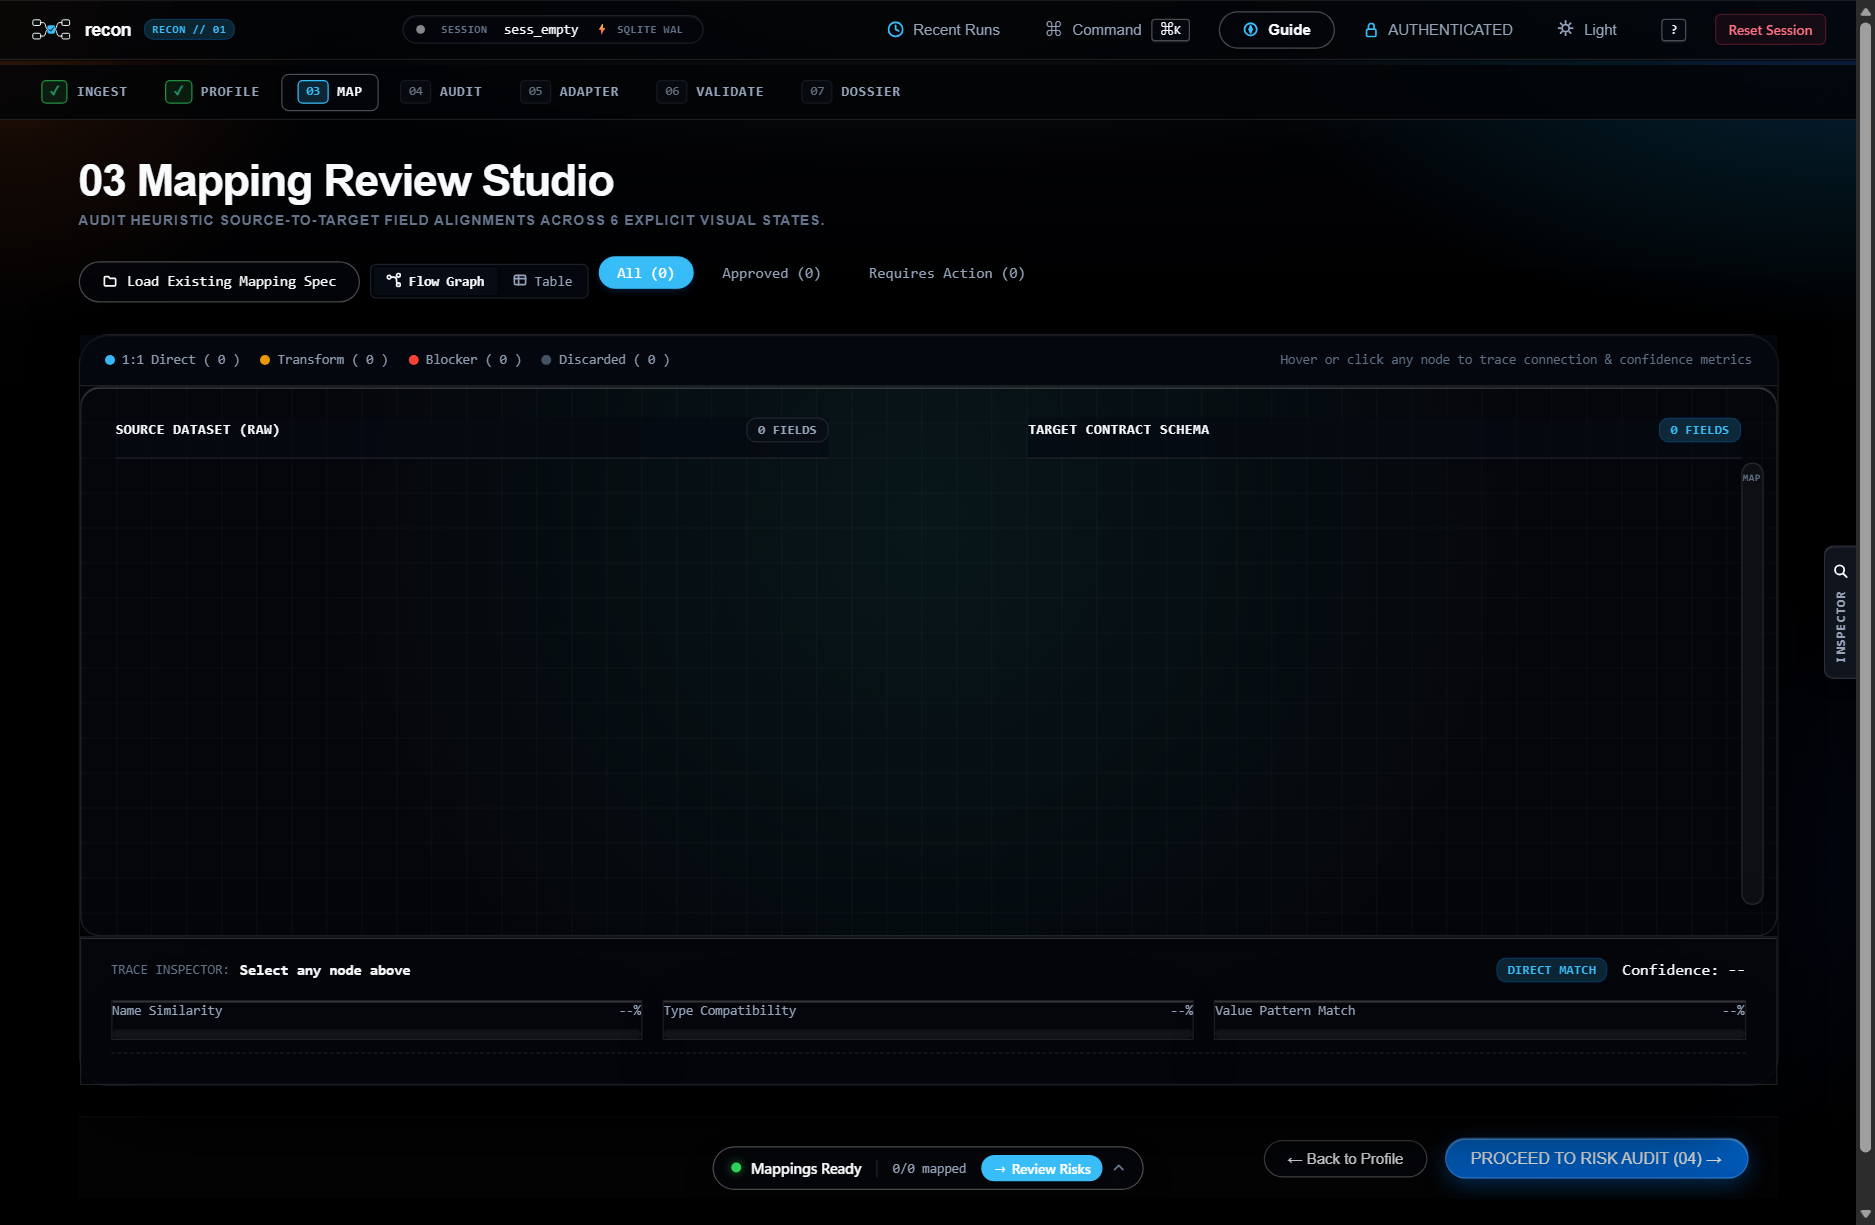 recon RECON // 01 SESSION sess_empty SQLITE WAL Recent Runs Command ⌘K Guide AUTHENTICATED Light ? Reset Session
✓ INGEST ✓ PROFILE 03 MAP 04 AUDIT 05 ADAPTER 06 VALIDATE 07 DOSSIER
03 Mapping Review Studio
AUDIT HEURISTIC SOURCE-TO-TARGET FIELD ALIGNMENTS ACROSS 6 EXPLICIT VISUAL STATES.
Load Existing Mapping Spec Flow Graph Table All (0) Approved (0) Requires Action (0)
1:1 Direct ( 0 ) Transform ( 0 ) Blocker ( 0 ) Discarded ( 0 ) Hover or click any node to trace connection & confidence metrics
SOURCE DATASET (RAW) 0 FIELDS TARGET CONTRACT SCHEMA 0 FIELDS
MAP
INSPECTOR
TRACE INSPECTOR: Select any node above DIRECT MATCH Confidence: --
Name Similarity --% Type Compatibility --% Value Pattern Match --%
Mappings Ready 0/0 mapped → Review Risks ← Back to Profile PROCEED TO RISK AUDIT (04) →